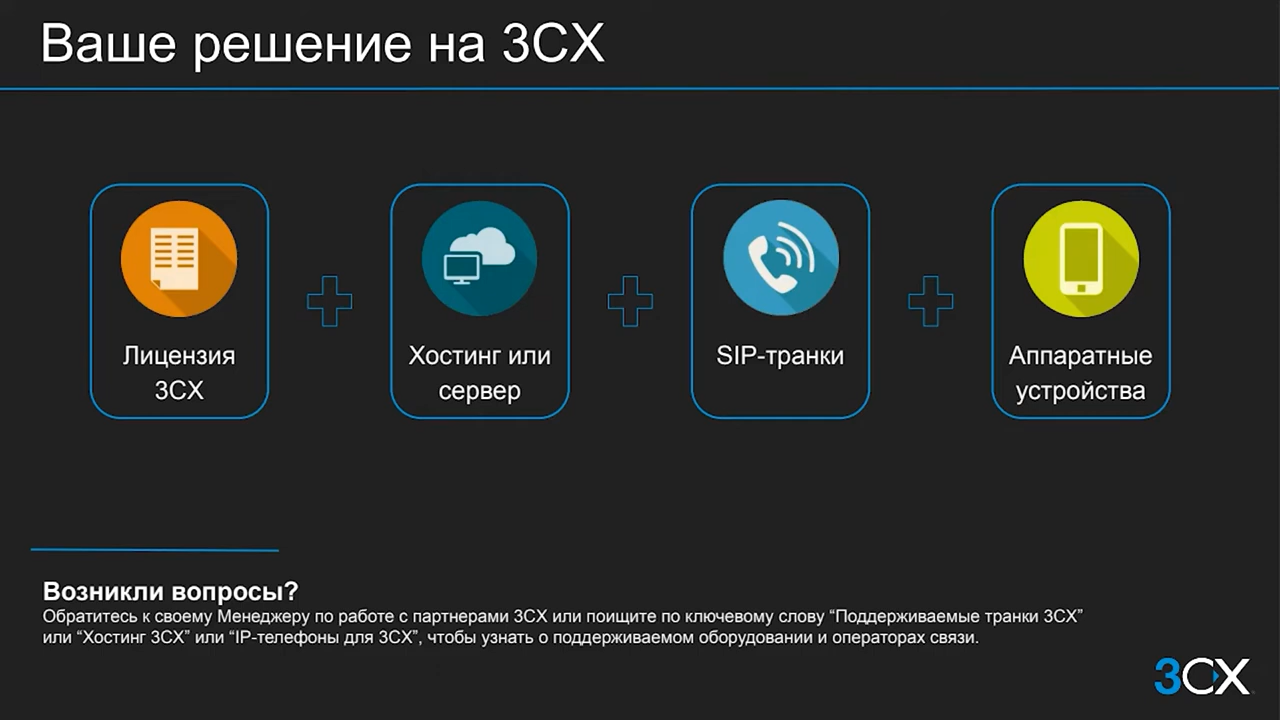 Ваше решение на 3CX
Лицензия
3CX
Хостинг или
сервер
SIP-транки
Аппаратные
устройства
Возникли вопросы?
Обратитесь к своему Менеджеру по работе с партнерами 3CX или поищите по ключевому слову “Поддерживаемые транки 3CX”
или “Хостинг 3CX” или “IP-телефоны для 3CX”, чтобы узнать о поддерживаемом оборудовании и операторах связи.
3CX